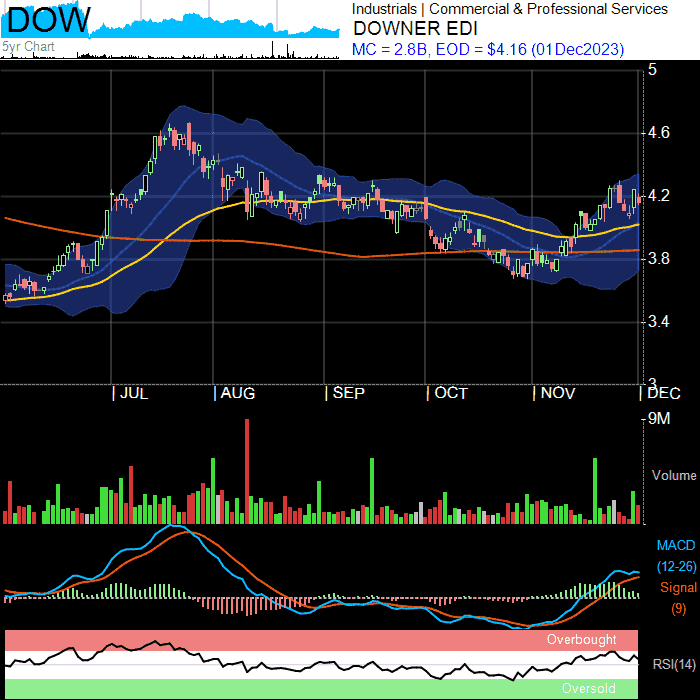 DOW
5yr Chart
Industrials | Commercial & Professional Services
DOWNER EDI
MC = 2.8B, EOD = $4.16 (01Dec2023)
5
4.6
4.2
3.8
3.4
3
JUL
AUG
SEP
OCT
NOV
DEC
9M
Volume
MACD
(12-26)
Signal
(9)
Overbought
RSI(14)
Oversold